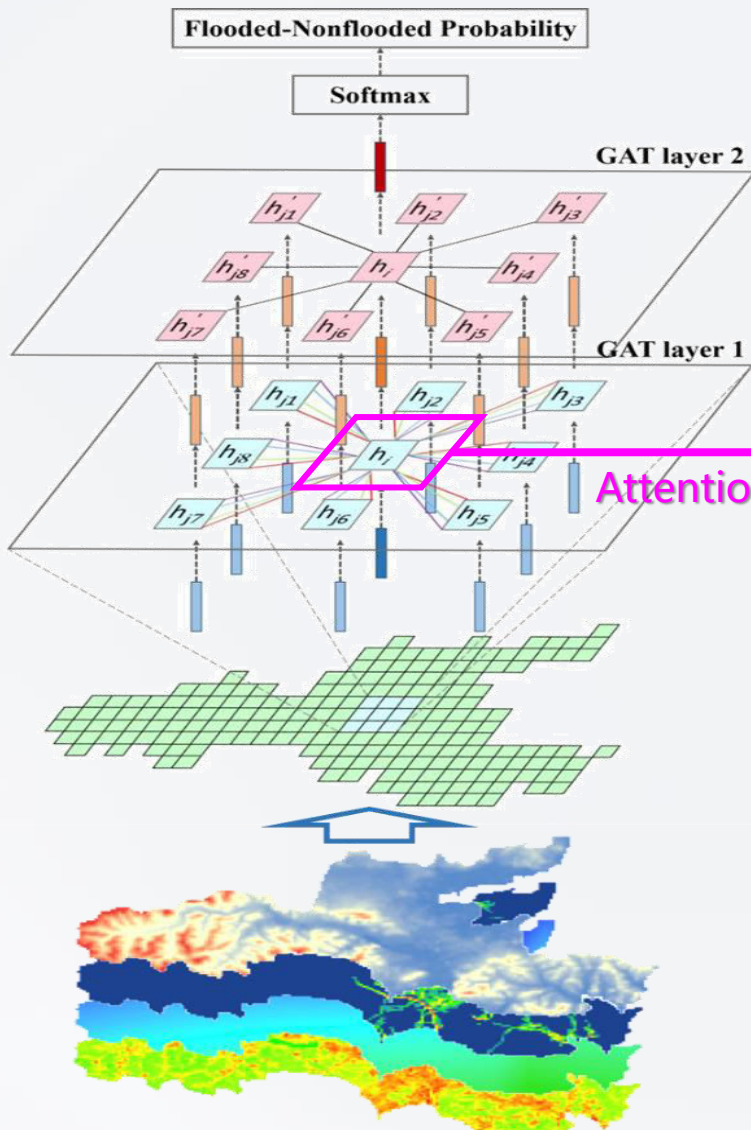 Flooded-Nonflooded Probability
Softmax
GAT layer 2
h'j1 h'j2 h'j3
h'j8 hi h'j4
h'j7 h'j6 h'j5
GAT layer 1
hj1 hj2 hj3
hj8 hi hj4
Attentio
hj7 hj6 hj5